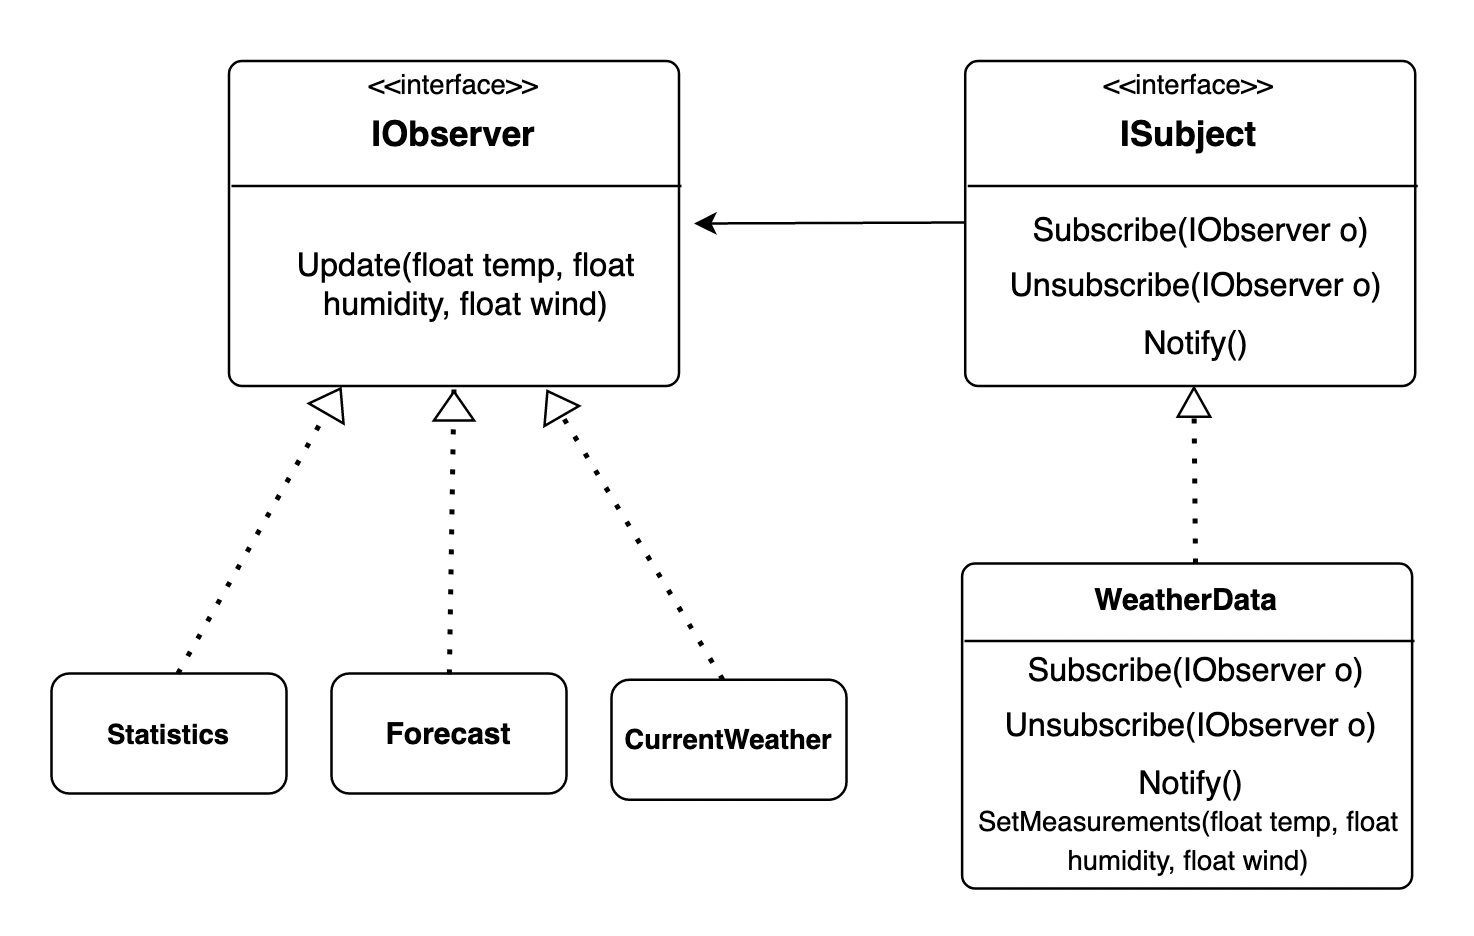 <<interface>>
IObserver
Update(float temp, float
humidity, float wind)
<<interface>>
ISubject
Subscribe(IObserver o)
Unsubscribe(IObserver o)
Notify()
Statistics
Forecast
CurrentWeather
WeatherData
Subscribe(IObserver o)
Unsubscribe(IObserver o)
Notify()
SetMeasurements(float temp, float
humidity, float wind)